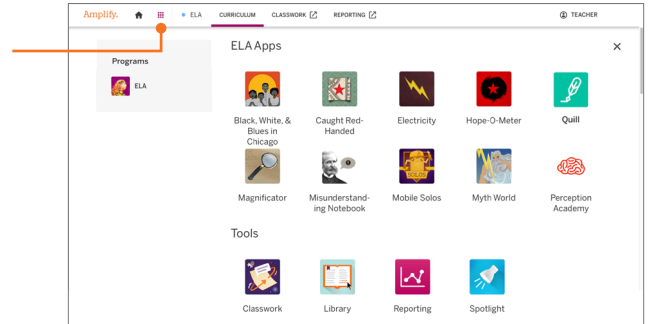 Amplify. ELA CURRICULUM CLASSWORK REPORTING TEACHER
ELA Apps
Programs
ELA
Black, White, & Caught Red- Electricity Hope-O-Meter Quill
Blues in Handed
Chicago
Magnificator Misunderstand- Mobile Solos Myth World Perception
ing Notebook Academy
SOLOS
Tools
Classwork Library Reporting Spotlight